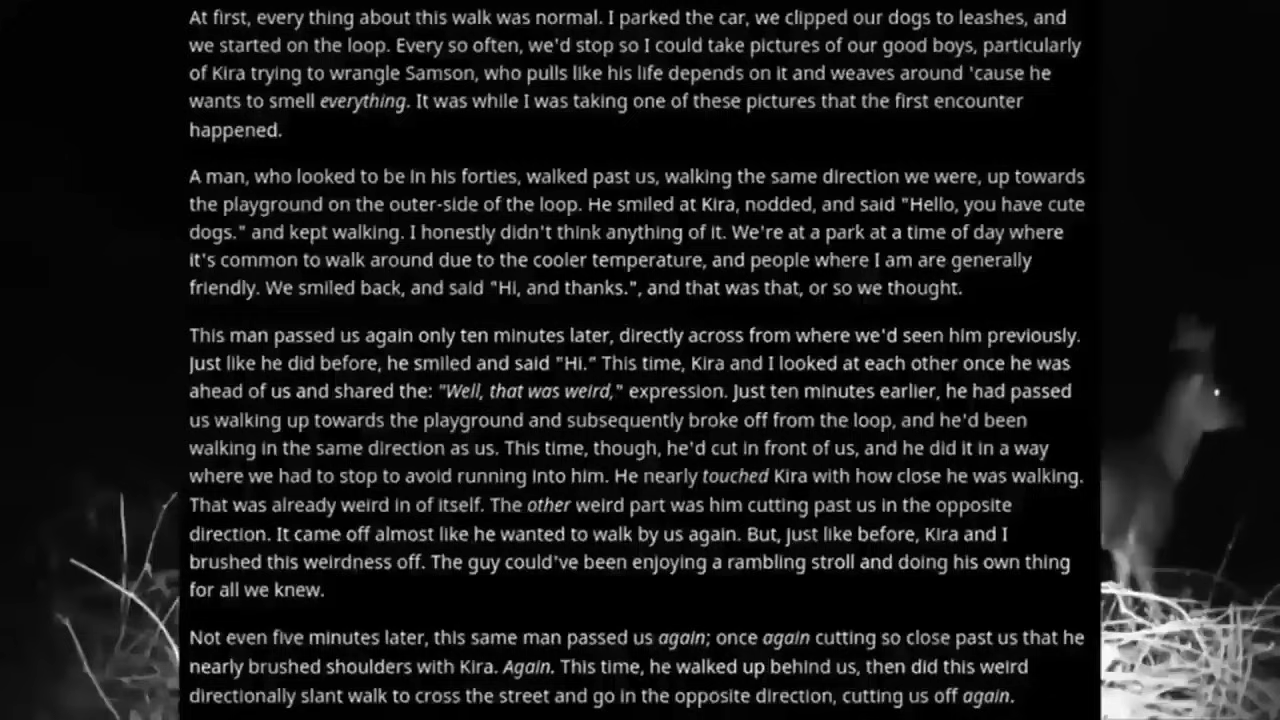 At first, every thing about this walk was normal. I parked the car, we clipped our dogs to leashes, and
we started on the loop. Every so often, we'd stop so I could take pictures of our good boys, particularly
of Kira trying to wrangle Samson, who pulls like his life depends on it and weaves around 'cause he
wants to smell everything. It was while I was taking one of these pictures that the first encounter
happened.
A man, who looked to be in his forties, walked past us, walking the same direction we were, up towards
the playground on the outer-side of the loop. He smiled at Kira, nodded, and said "Hello, you have cute
dogs." and kept walking. I honestly didn't think anything of it. We're at a park at a time of day where
it's common to walk around due to the cooler temperature, and people where I am are generally
friendly. We smiled back, and said "Hi, and thanks.", and that was that, or so we thought.
This man passed us again only ten minutes later, directly across from where we'd seen him previously.
Just like he did before, he smiled and said "Hi." This time, Kira and I looked at each other once he was
ahead of us and shared the: "Well, that was weird," expression. Just ten minutes earlier, he had passed
us walking up towards the playground and subsequently broke off from the loop, and he'd been
walking in the same direction as us. This time, though, he'd cut in front of us, and he did it in a way
where we had to stop to avoid running into him. He nearly touched Kira with how close he was walking.
That was already weird in of itself. The other weird part was him cutting past us in the opposite
direction. It came off almost like he wanted to walk by us again. But, just like before, Kira and I
brushed this weirdness off. The guy could've been enjoying a rambling stroll and doing his own thing
for all we knew.
Not even five minutes later, this same man passed us again; once again cutting so close past us that he
nearly brushed shoulders with Kira. Again. This time, he walked up behind us, then did this weird
directionally slant walk to cross the street and go in the opposite direction, cutting us off again.